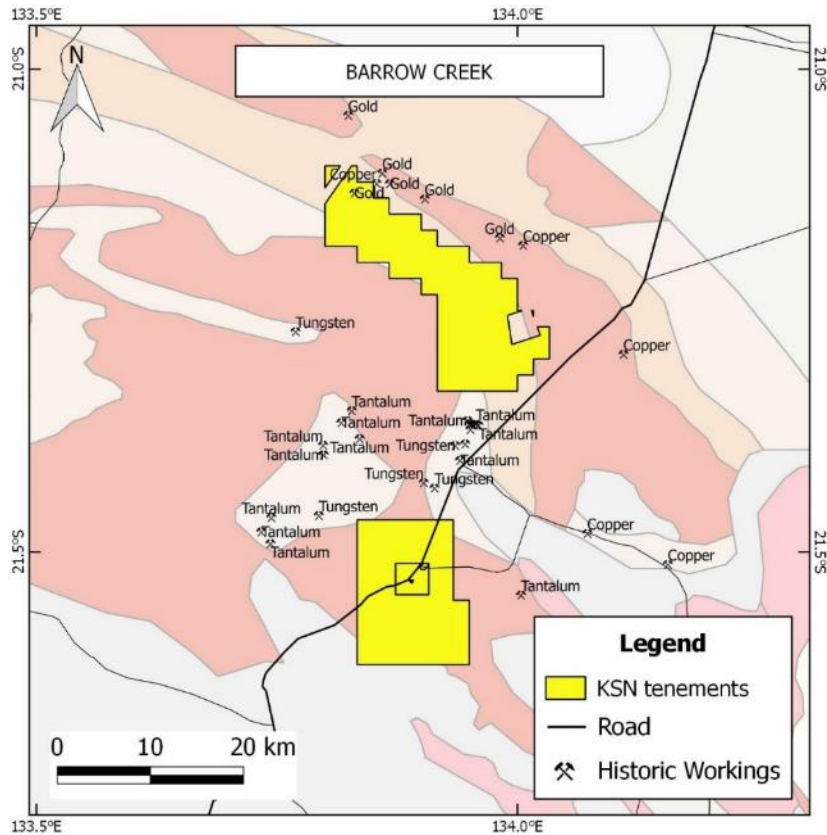 133.5°E
134.0°E
21.0°S
21.0°S
N
BARROW CREEK
Gold
Gold
Copper
Gold
Gold
Gold
Gold
Copper
Tungsten
Copper
Tantalum
Tantalum
Tantalum
Tantalum
Tantalum
Tantalum
Tantalum
Tungsten
Tantalum
Tantalum
Tungsten
Tungsten
Tantalum
Tungsten
Tantalum
Tantalum
Copper
21.5°S
21.5°S
Copper
Tantalum
Legend
KSN tenements
Road
Historic Workings
0 10 20 km
133.5°E
134.0°E